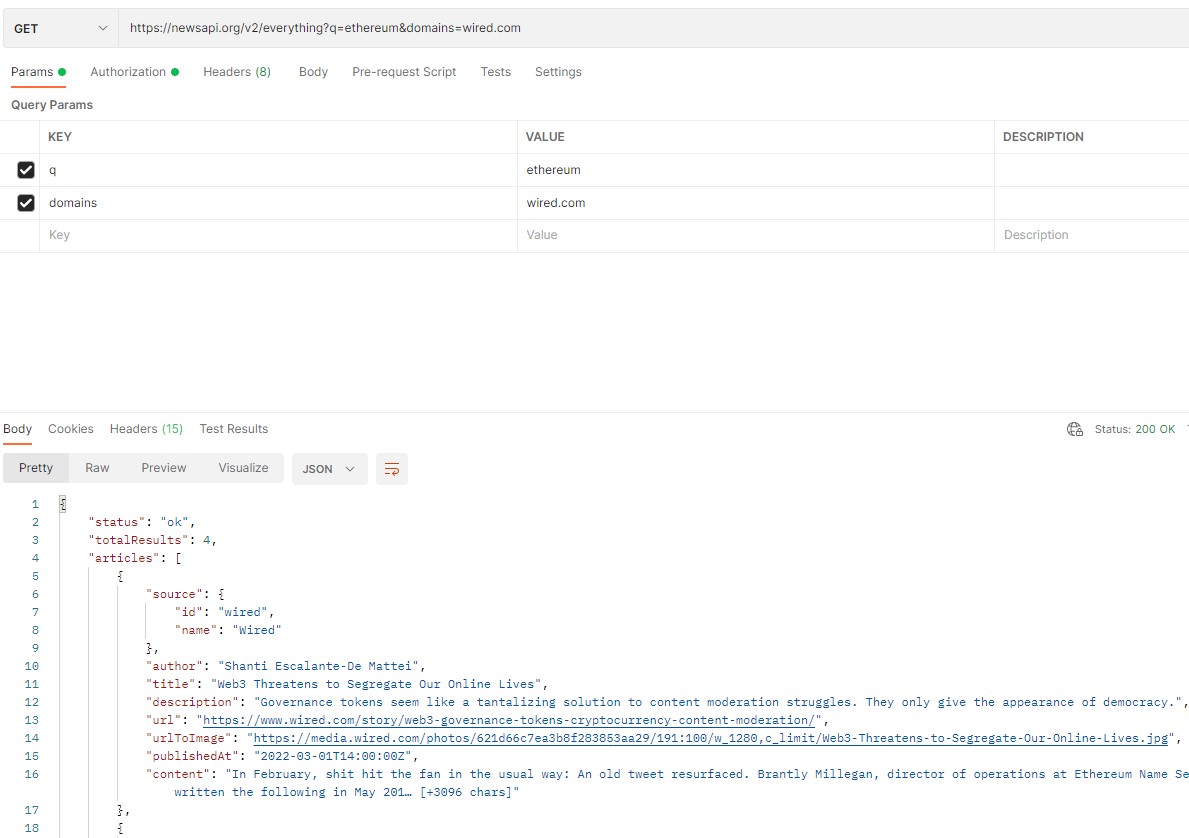 GET https://newsapi.org/v2/everything?q=ethereum&domains=wired.com
Params Authorization Headers (8) Body Pre-request Script Tests Settings
Query Params
KEY VALUE DESCRIPTION
q ethereum
domains wired.com
Key Value Description
Body Cookies Headers (15) Test Results Status: 200 OK
Pretty Raw Preview Visualize JSON
1 {
2 "status": "ok",
3 "totalResults": 4,
4 "articles": [
5 {
6 "source": {
7 "id": "wired",
8 "name": "Wired"
9 },
10 "author": "Shanti Escalante-De Mattei",
11 "title": "Web3 Threatens to Segregate Our Online Lives",
12 "description": "Governance tokens seem like a tantalizing solution to content moderation struggles. They only give the appearance of democracy.",
13 "url": "https://www.wired.com/story/web3-governance-tokens-cryptocurrency-content-moderation/",
14 "urlToImage": "https://media.wired.com/photos/621d66c7ea3b8f283853aa29/191:100/w_1280,c_limit/Web3-Threatens-to-Segregate-Our-Online-Lives.jpg",
15 "publishedAt": "2022-03-01T14:00:00Z",
16 "content": "In February, shit hit the fan in the usual way: An old tweet resurfaced. Brantly Millegan, director of operations at Ethereum Name Se
written the following in May 201… [+3096 chars]"
17 },
18 {